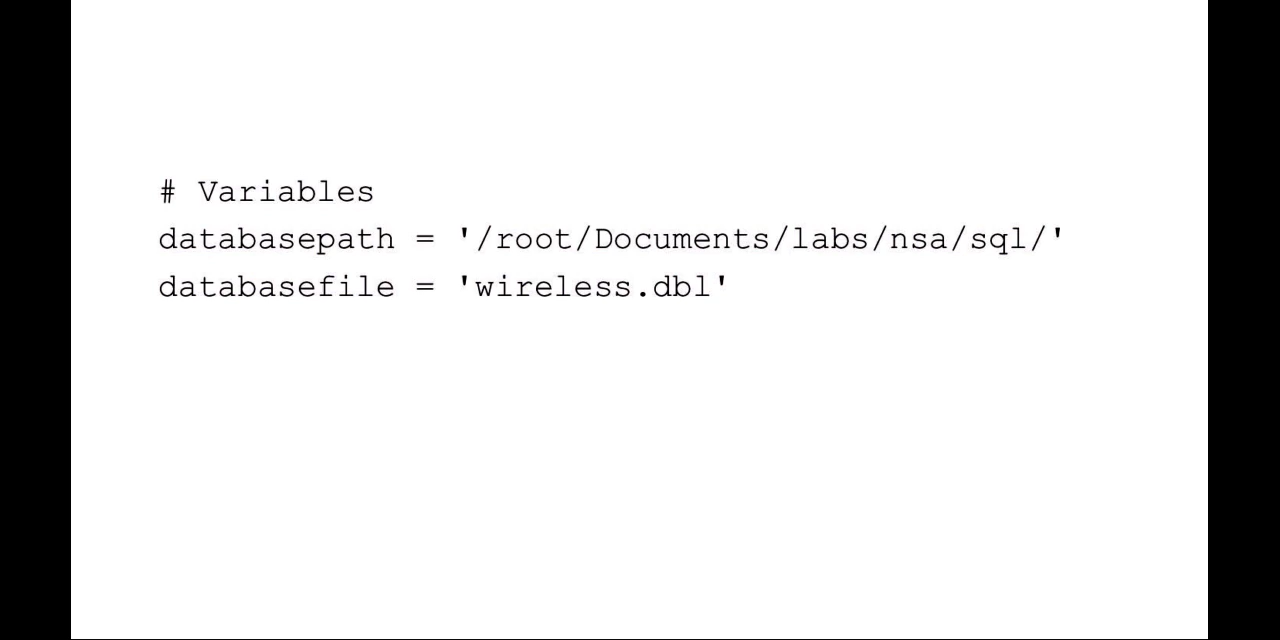 # Variables
databasepath = '/root/Documents/labs/nsa/sql/'
databasefile = 'wireless.dbl'